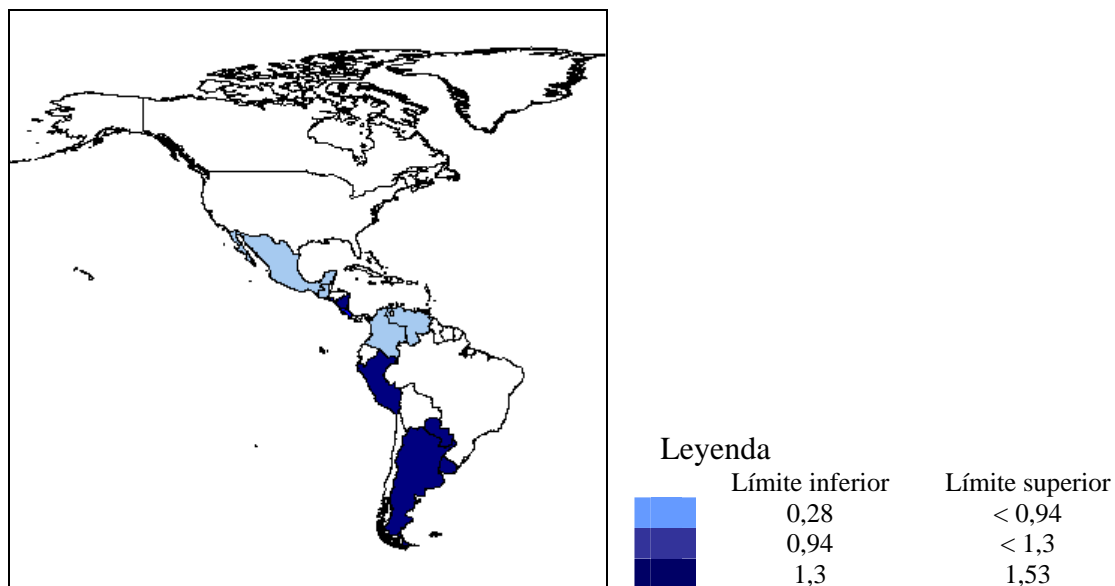 Leyenda
Límite inferior Límite superior
0,28 < 0,94
0,94 < 1,3
1,3 1,53